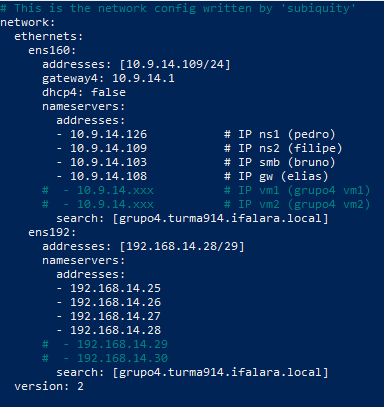 # This is the network config written by 'subiquity'
network:
  ethernets:
    ens160:
      addresses: [10.9.14.109/24]
      gateway4: 10.9.14.1
      dhcp4: false
      nameservers:
        addresses:
        - 10.9.14.126           # IP ns1 (pedro)
        - 10.9.14.109           # IP ns2 (filipe)
        - 10.9.14.103           # IP smb (bruno)
        - 10.9.14.108           # IP gw (elias)
      #  - 10.9.14.xxx          # IP vm1 (grupo4 vm1)
      #  - 10.9.14.xxx          # IP vm2 (grupo4 vm2)
        search: [grupo4.turma914.ifalara.local]
    ens192:
      addresses: [192.168.14.28/29]
      nameservers:
        addresses:
        - 192.168.14.25
        - 192.168.14.26
        - 192.168.14.27
        - 192.168.14.28
      #  - 192.168.14.29
      #  - 192.168.14.30
        search: [grupo4.turma914.ifalara.local]
  version: 2